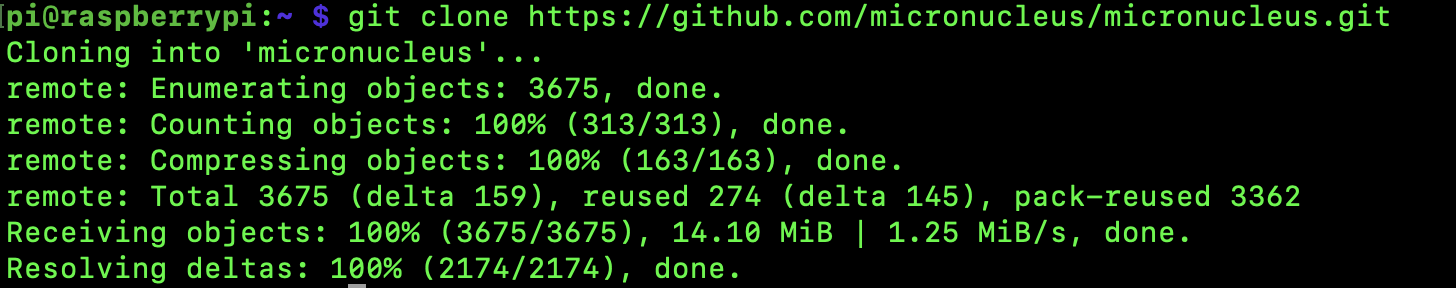 [pi@raspberrypi:~ $ git clone https://github.com/micronucleus/micronucleus.git
Cloning into 'micronucleus'...
remote: Enumerating objects: 3675, done.
remote: Counting objects: 100% (313/313), done.
remote: Compressing objects: 100% (163/163), done.
remote: Total 3675 (delta 159), reused 274 (delta 145), pack-reused 3362
Receiving objects: 100% (3675/3675), 14.10 MiB | 1.25 MiB/s, done.
Resolving deltas: 100% (2174/2174), done.